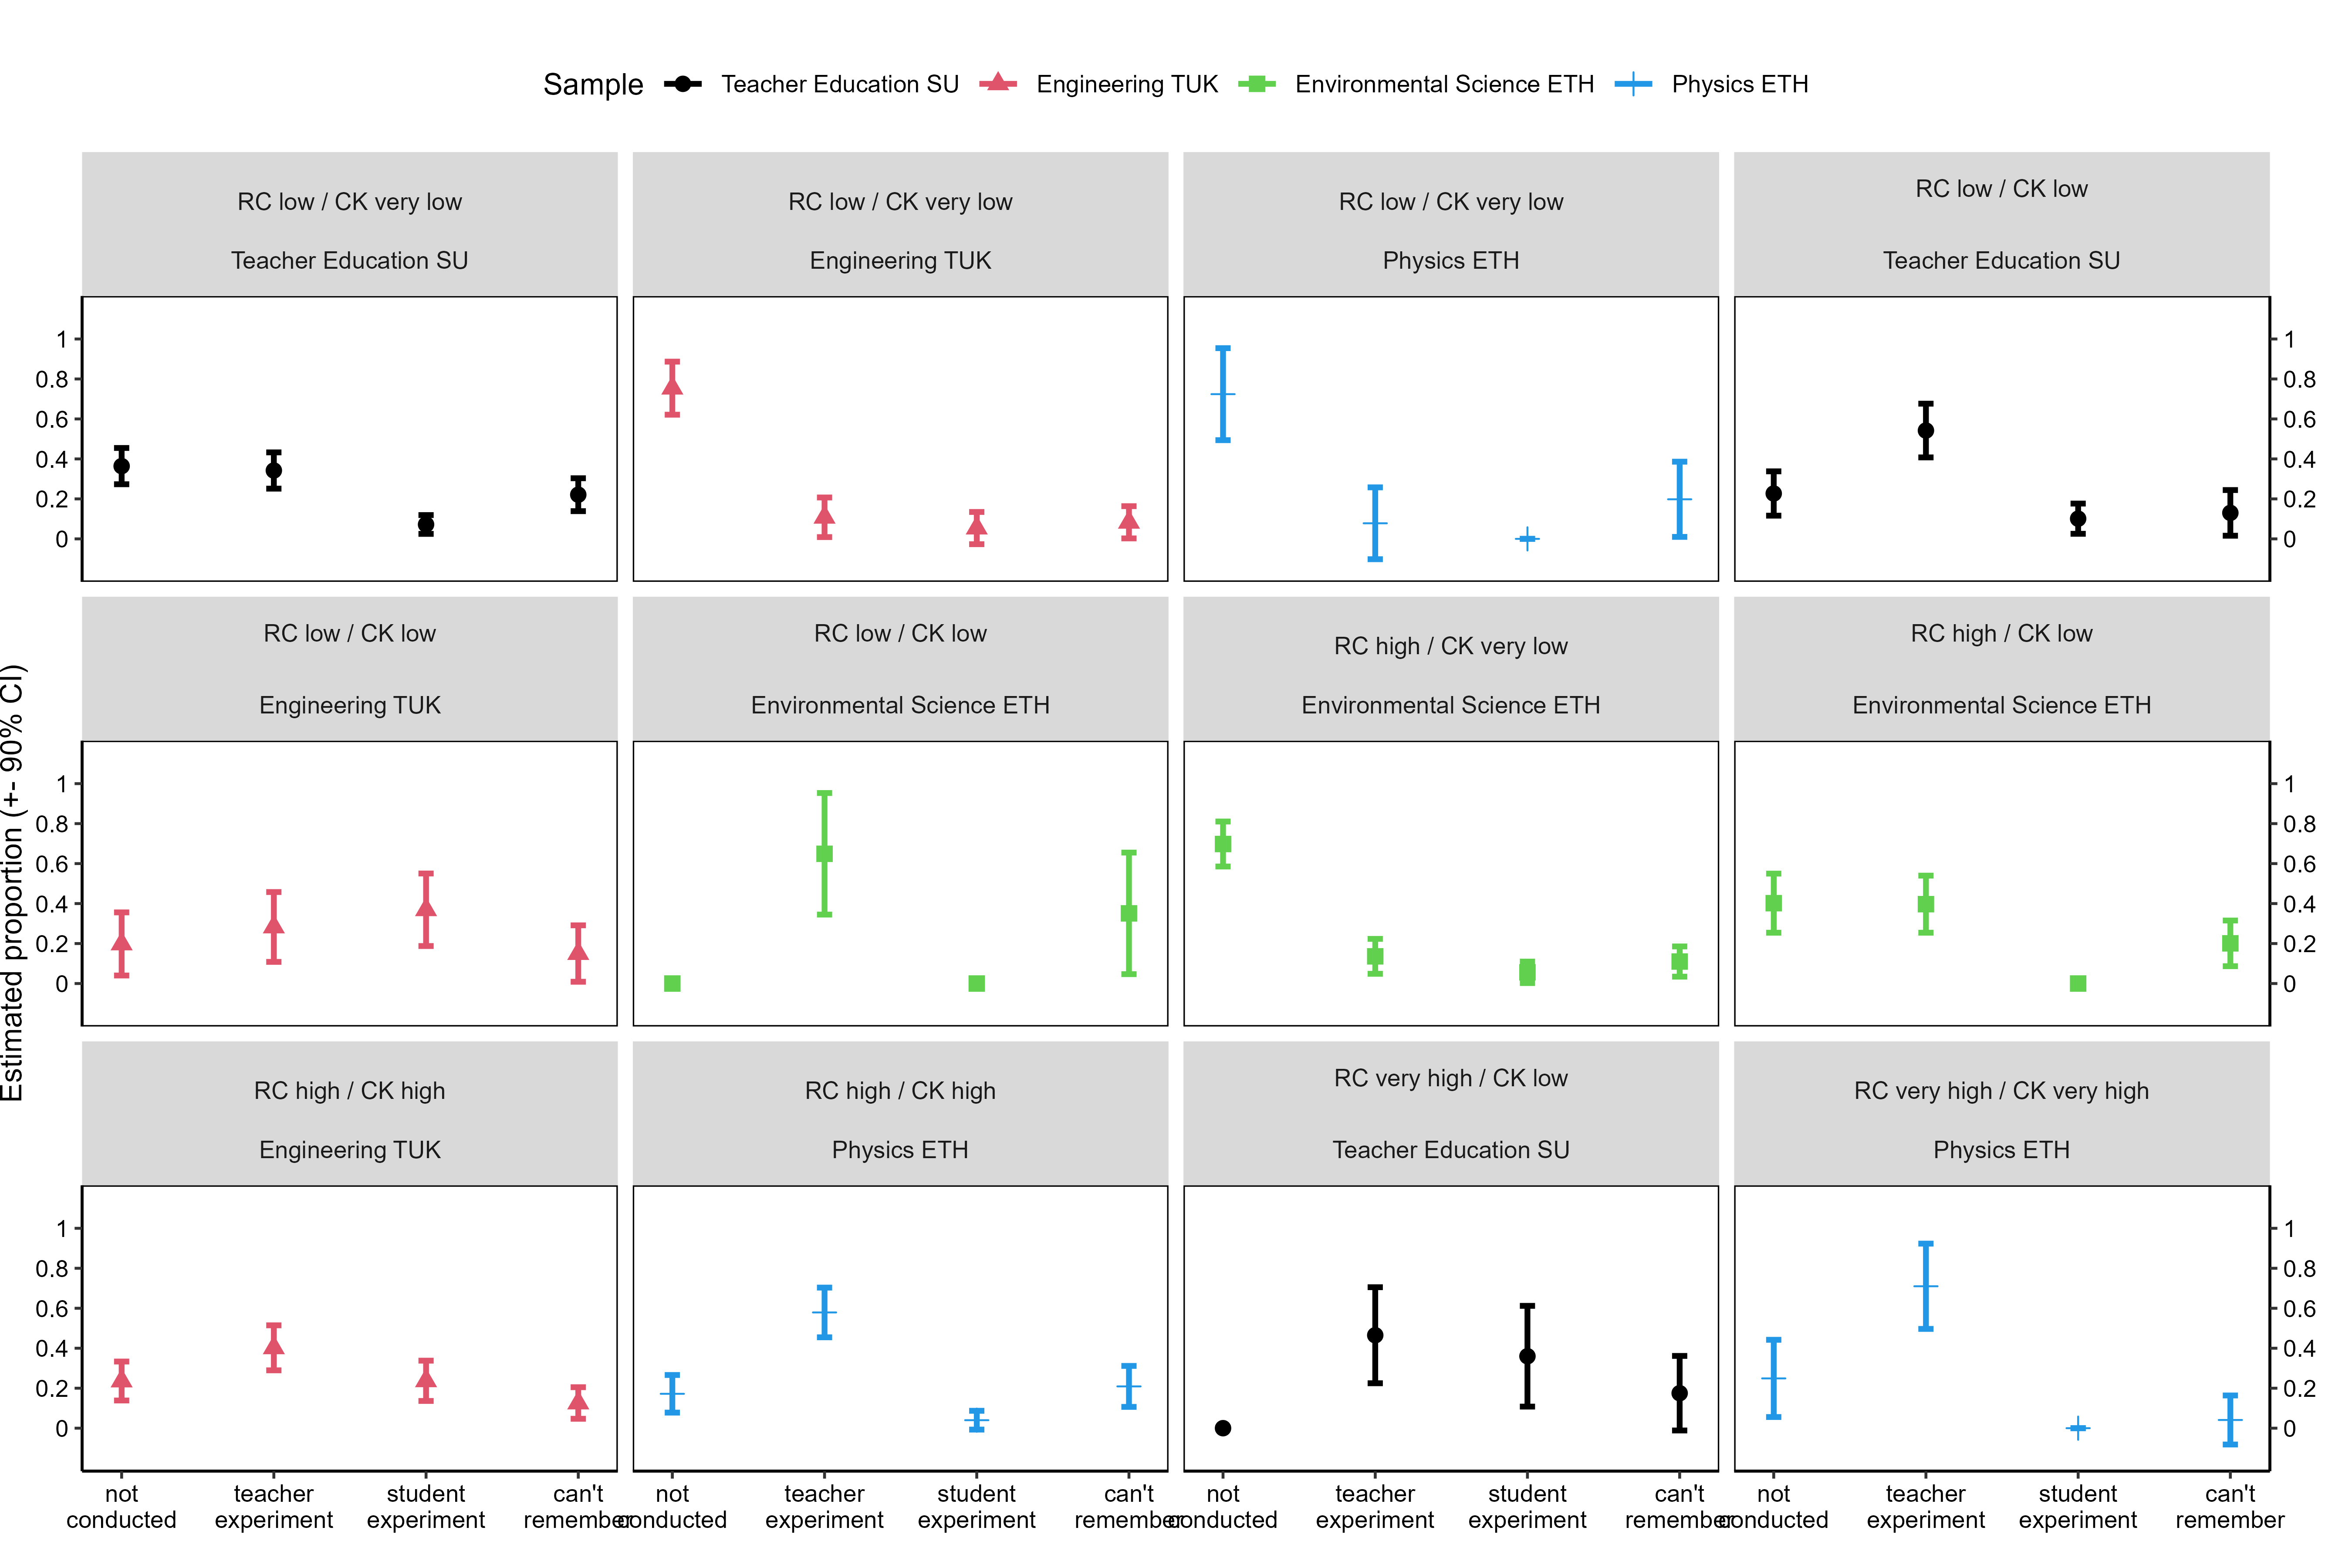 Sample Teacher Education SU Engineering TUK Environmental Science ETH Physics ETH
RC low / CK very low
Teacher Education SU
RC low / CK very low
Engineering TUK
RC low / CK very low
Physics ETH
RC low / CK low
Teacher Education SU
1
0.8
0.6
0.4
0.2
0
1
0.8
0.6
0.4
0.2
0
RC low / CK low
Engineering TUK
RC low / CK low
Environmental Science ETH
RC high / CK very low
Environmental Science ETH
RC high / CK low
Environmental Science ETH
Estimated proportion (+- 90% CI)
1
0.8
0.6
0.4
0.2
0
1
0.8
0.6
0.4
0.2
0
RC high / CK high
Engineering TUK
RC high / CK high
Physics ETH
RC very high / CK low
Teacher Education SU
RC very high / CK very high
Physics ETH
1
0.8
0.6
0.4
0.2
0
1
0.8
0.6
0.4
0.2
0
not
conducted
teacher
experiment
student
experiment
can't
remember
not
conducted
teacher
experiment
student
experiment
can't
remember
not
conducted
teacher
experiment
student
experiment
can't
remember
not
conducted
teacher
experiment
student
experiment
can't
remember